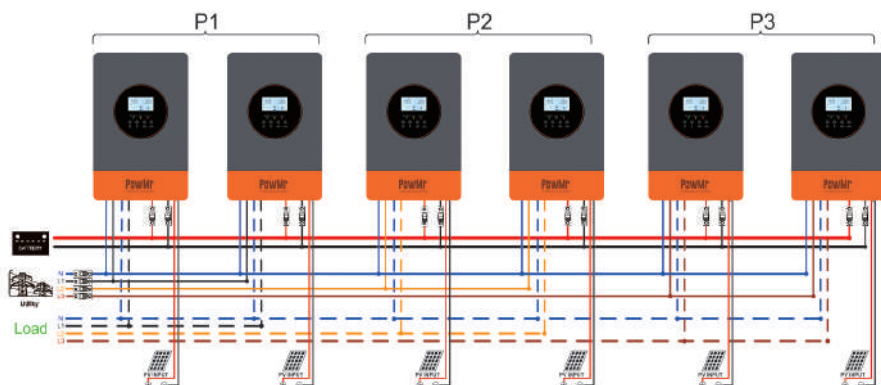 P1 P2 P3
PowMr PowMr PowMr PowMr PowMr PowMr
BATTERY
N
L1
L2
L3
Utility
Load
N
L1
L2
L3
PV INPUT PV INPUT PV INPUT PV INPUT PV INPUT PV INPUT